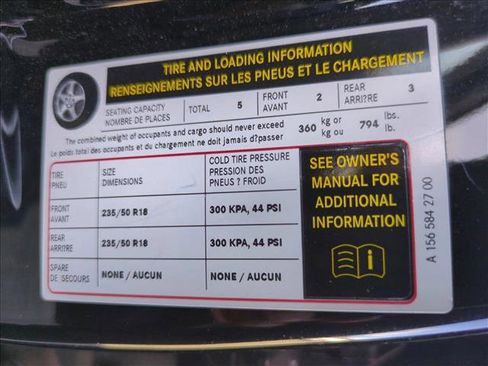 TIRE AND LOADING INFORMATION
RENSEIGNEMENTS SUR LES PNEUS ET LE CHARGEMENT
SEATING CAPACITY
NOMBRE DE PLACES
TOTAL 5
FRONT
AVANT
2
REAR
ARRI?RE
3
The combined weight of occupants and cargo should never exceed
Le poids total des occupants et du chargement ne doit jamais d?passer
360 kg or
kg ou
794 lbs.
lb.
TIRE
PNEU
SIZE
DIMENSIONS
COLD TIRE PRESSURE
PRESSION DES
PNEUS ? FROID
FRONT
AVANT
235/50 R18
300 KPA, 44 PSI
REAR
ARRI?RE
235/50 R18
300 KPA, 44 PSI
SPARE
DE ‘SECOURS
NONE / AUCUN
NONE / AUCUN
SEE OWNER'S
MANUAL FOR
ADDITIONAL
INFORMATION
i
A 156 584 27 00